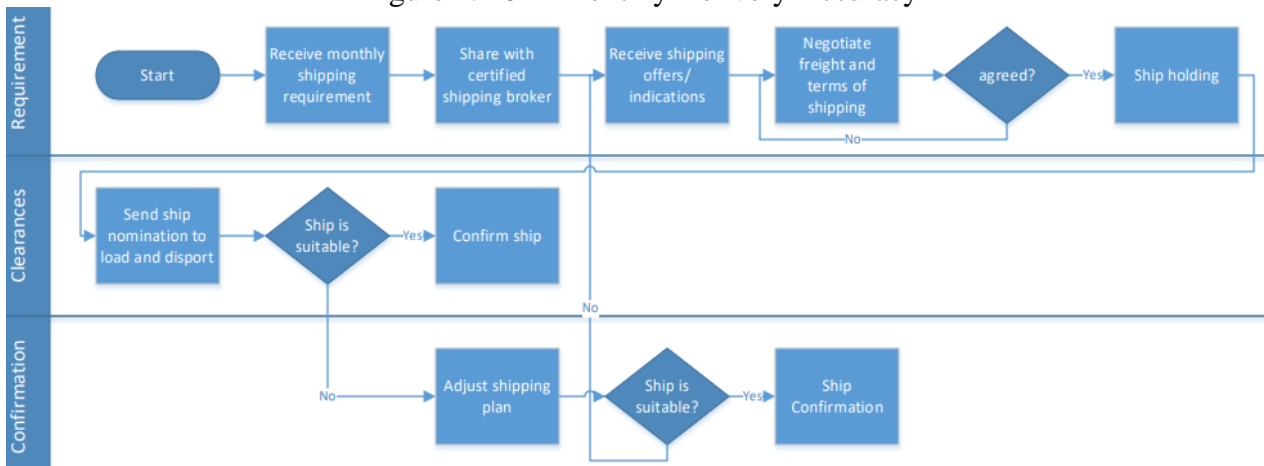 Requirement
Start
Receive monthly
shipping
requirement
Share with
certified
shipping broker
Receive shipping
offers/
indications
Negotiate
freight and
terms of
shipping
agreed?
Yes
Ship holding
No
Clearances
Send ship
nomination to
load and disport
Ship is
suitable?
Yes
Confirm ship
No
Confirmation
No
Adjust shipping
plan
Ship is
suitable?
Yes
Ship
Confirmation